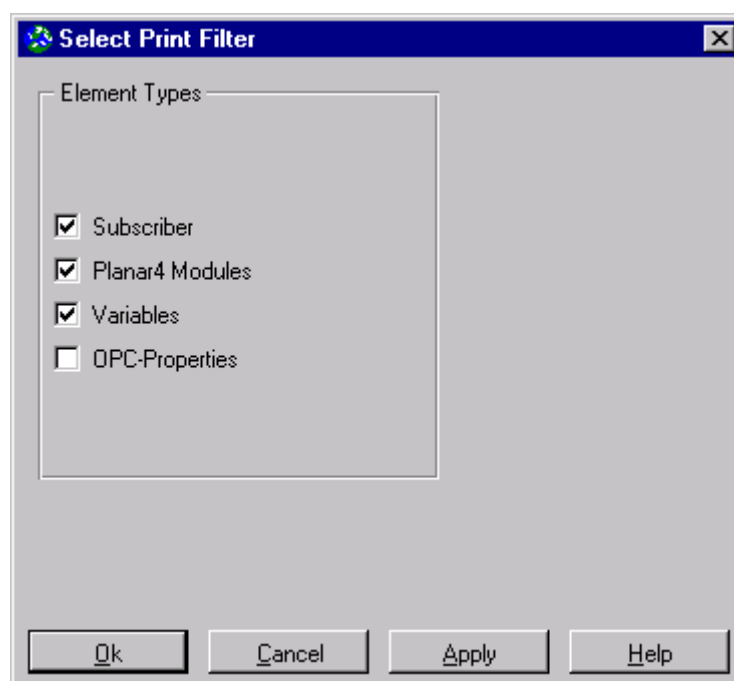 Select Print Filter
Element Types
Subscriber
Planar4 Modules
Variables
OPC-Properties
Ok Cancel Apply Help